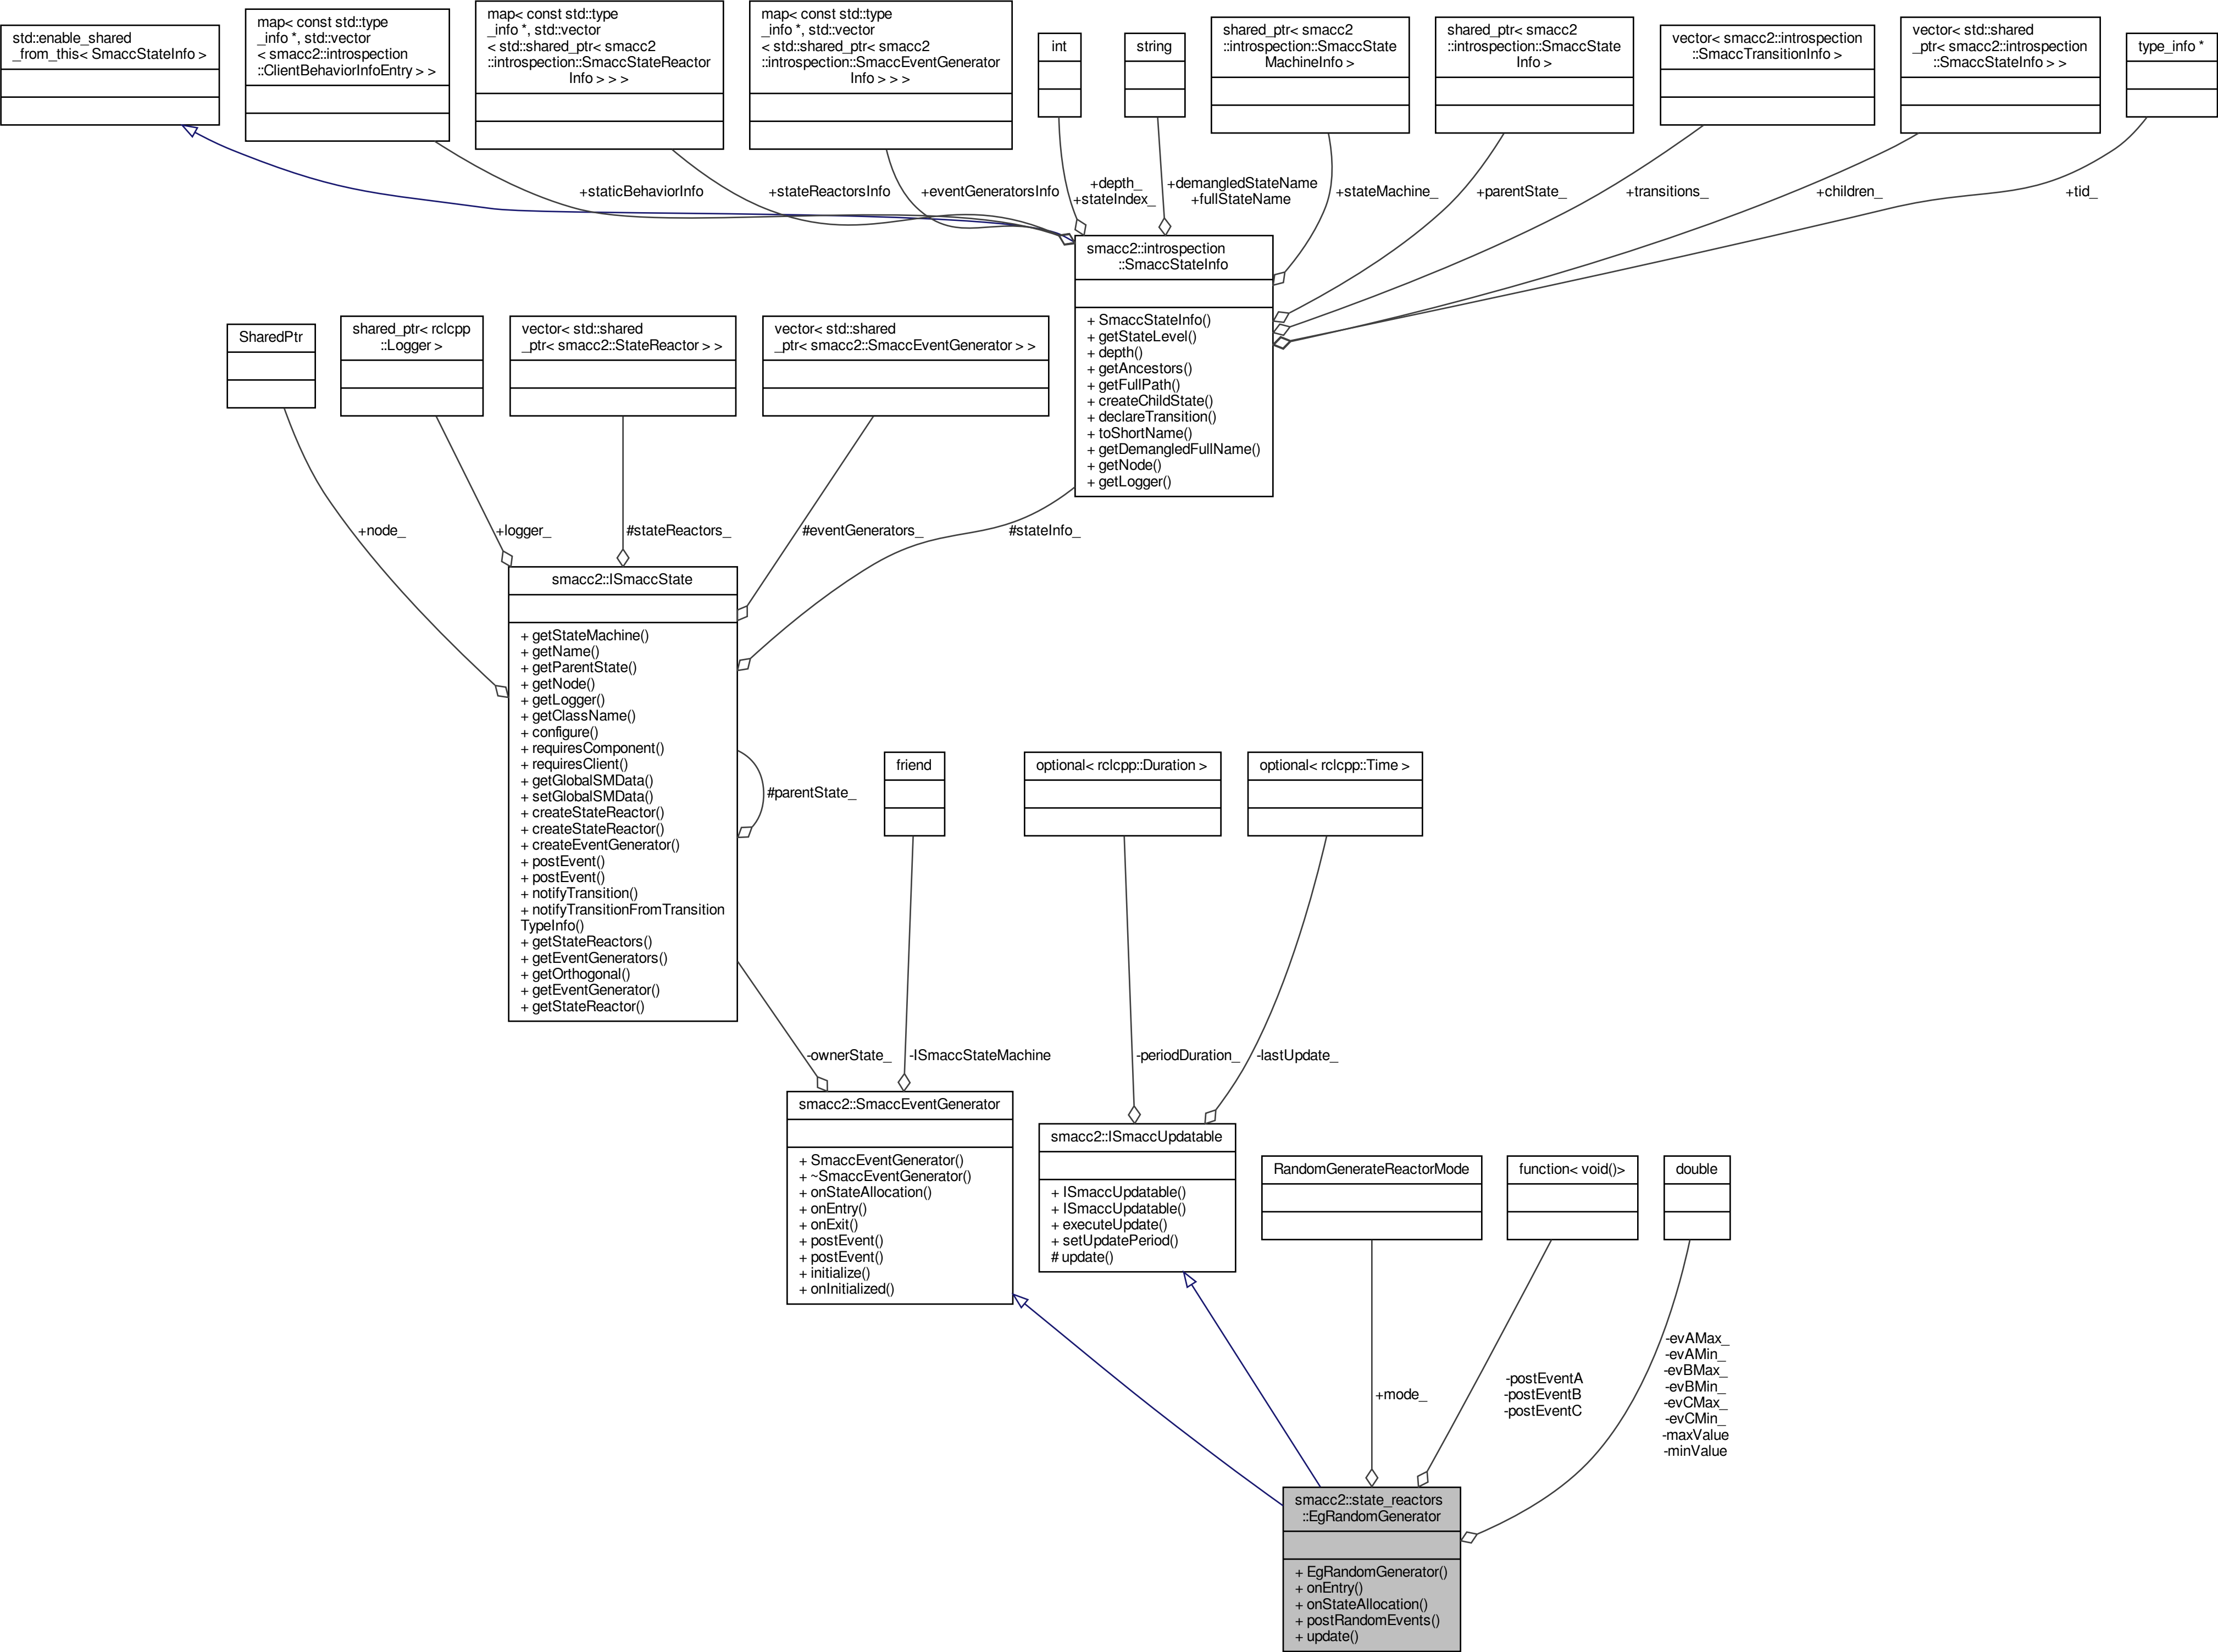 std::enable_shared
_from_this< SmaccStateInfo >
map< const std::type
_info *, std::vector
< smacc2::introspection
::ClientBehaviorInfoEntry > >
map< const std::type
_info *, std::vector
< std::shared_ptr< smacc2
::introspection::SmaccStateReactor
Info > > >
map< const std::type
_info *, std::vector
< std::shared_ptr< smacc2
::introspection::SmaccEventGenerator
Info > > >
int
string
shared_ptr< smacc2
::introspection::SmaccState
MachineInfo >
shared_ptr< smacc2
::introspection::SmaccState
Info >
vector< smacc2::introspection
::SmaccTransitionInfo >
vector< std::shared
_ptr< smacc2::introspection
::SmaccStateInfo > >
type_info *
+staticBehaviorInfo
+stateReactorsInfo
+eventGeneratorsInfo
+depth_
+stateIndex_
+demangledStateName
+fullStateName
+stateMachine_
+parentState_
+transitions_
+children_
+tid_
smacc2::introspection
::SmaccStateInfo
+ SmaccStateInfo()
+ getStateLevel()
+ depth()
+ getAncestors()
+ getFullPath()
+ createChildState()
+ declareTransition()
+ toShortName()
+ getDemangledFullName()
+ getNode()
+ getLogger()
SharedPtr
shared_ptr< rclcpp
::Logger >
vector< std::shared
_ptr< smacc2::StateReactor > >
vector< std::shared
_ptr< smacc2::SmaccEventGenerator > >
+node_
+logger_
#stateReactors_
#eventGenerators_
#stateInfo_
smacc2::ISmaccState
+ getStateMachine()
+ getName()
+ getParentState()
+ getNode()
+ getLogger()
+ getClassName()
+ configure()
+ requiresComponent()
+ requiresClient()
+ getGlobalSMData()
+ setGlobalSMData()
+ createStateReactor()
+ createStateReactor()
+ createEventGenerator()
+ postEvent()
+ postEvent()
+ notifyTransition()
+ notifyTransitionFromTransition
TypeInfo()
+ getStateReactors()
+ getEventGenerators()
+ getOrthogonal()
+ getEventGenerator()
+ getStateReactor()
#parentState_
friend
optional< rclcpp::Duration >
optional< rclcpp::Time >
-ownerState_
-ISmaccStateMachine
-periodDuration_
-lastUpdate_
smacc2::SmaccEventGenerator
+ SmaccEventGenerator()
+ ~SmaccEventGenerator()
+ onStateAllocation()
+ onEntry()
+ onExit()
+ postEvent()
+ postEvent()
+ initialize()
+ onInitialized()
smacc2::ISmaccUpdatable
+ ISmaccUpdatable()
+ ISmaccUpdatable()
+ executeUpdate()
+ setUpdatePeriod()
# update()
RandomGenerateReactorMode
function< void()>
double
+mode_
-postEventA
-postEventB
-postEventC
-evAMax_
-evAMin_
-evBMax_
-evBMin_
-evCMax_
-evCMin_
-maxValue
-minValue
smacc2::state_reactors
::EgRandomGenerator
+ EgRandomGenerator()
+ onEntry()
+ onStateAllocation()
+ postRandomEvents()
+ update()